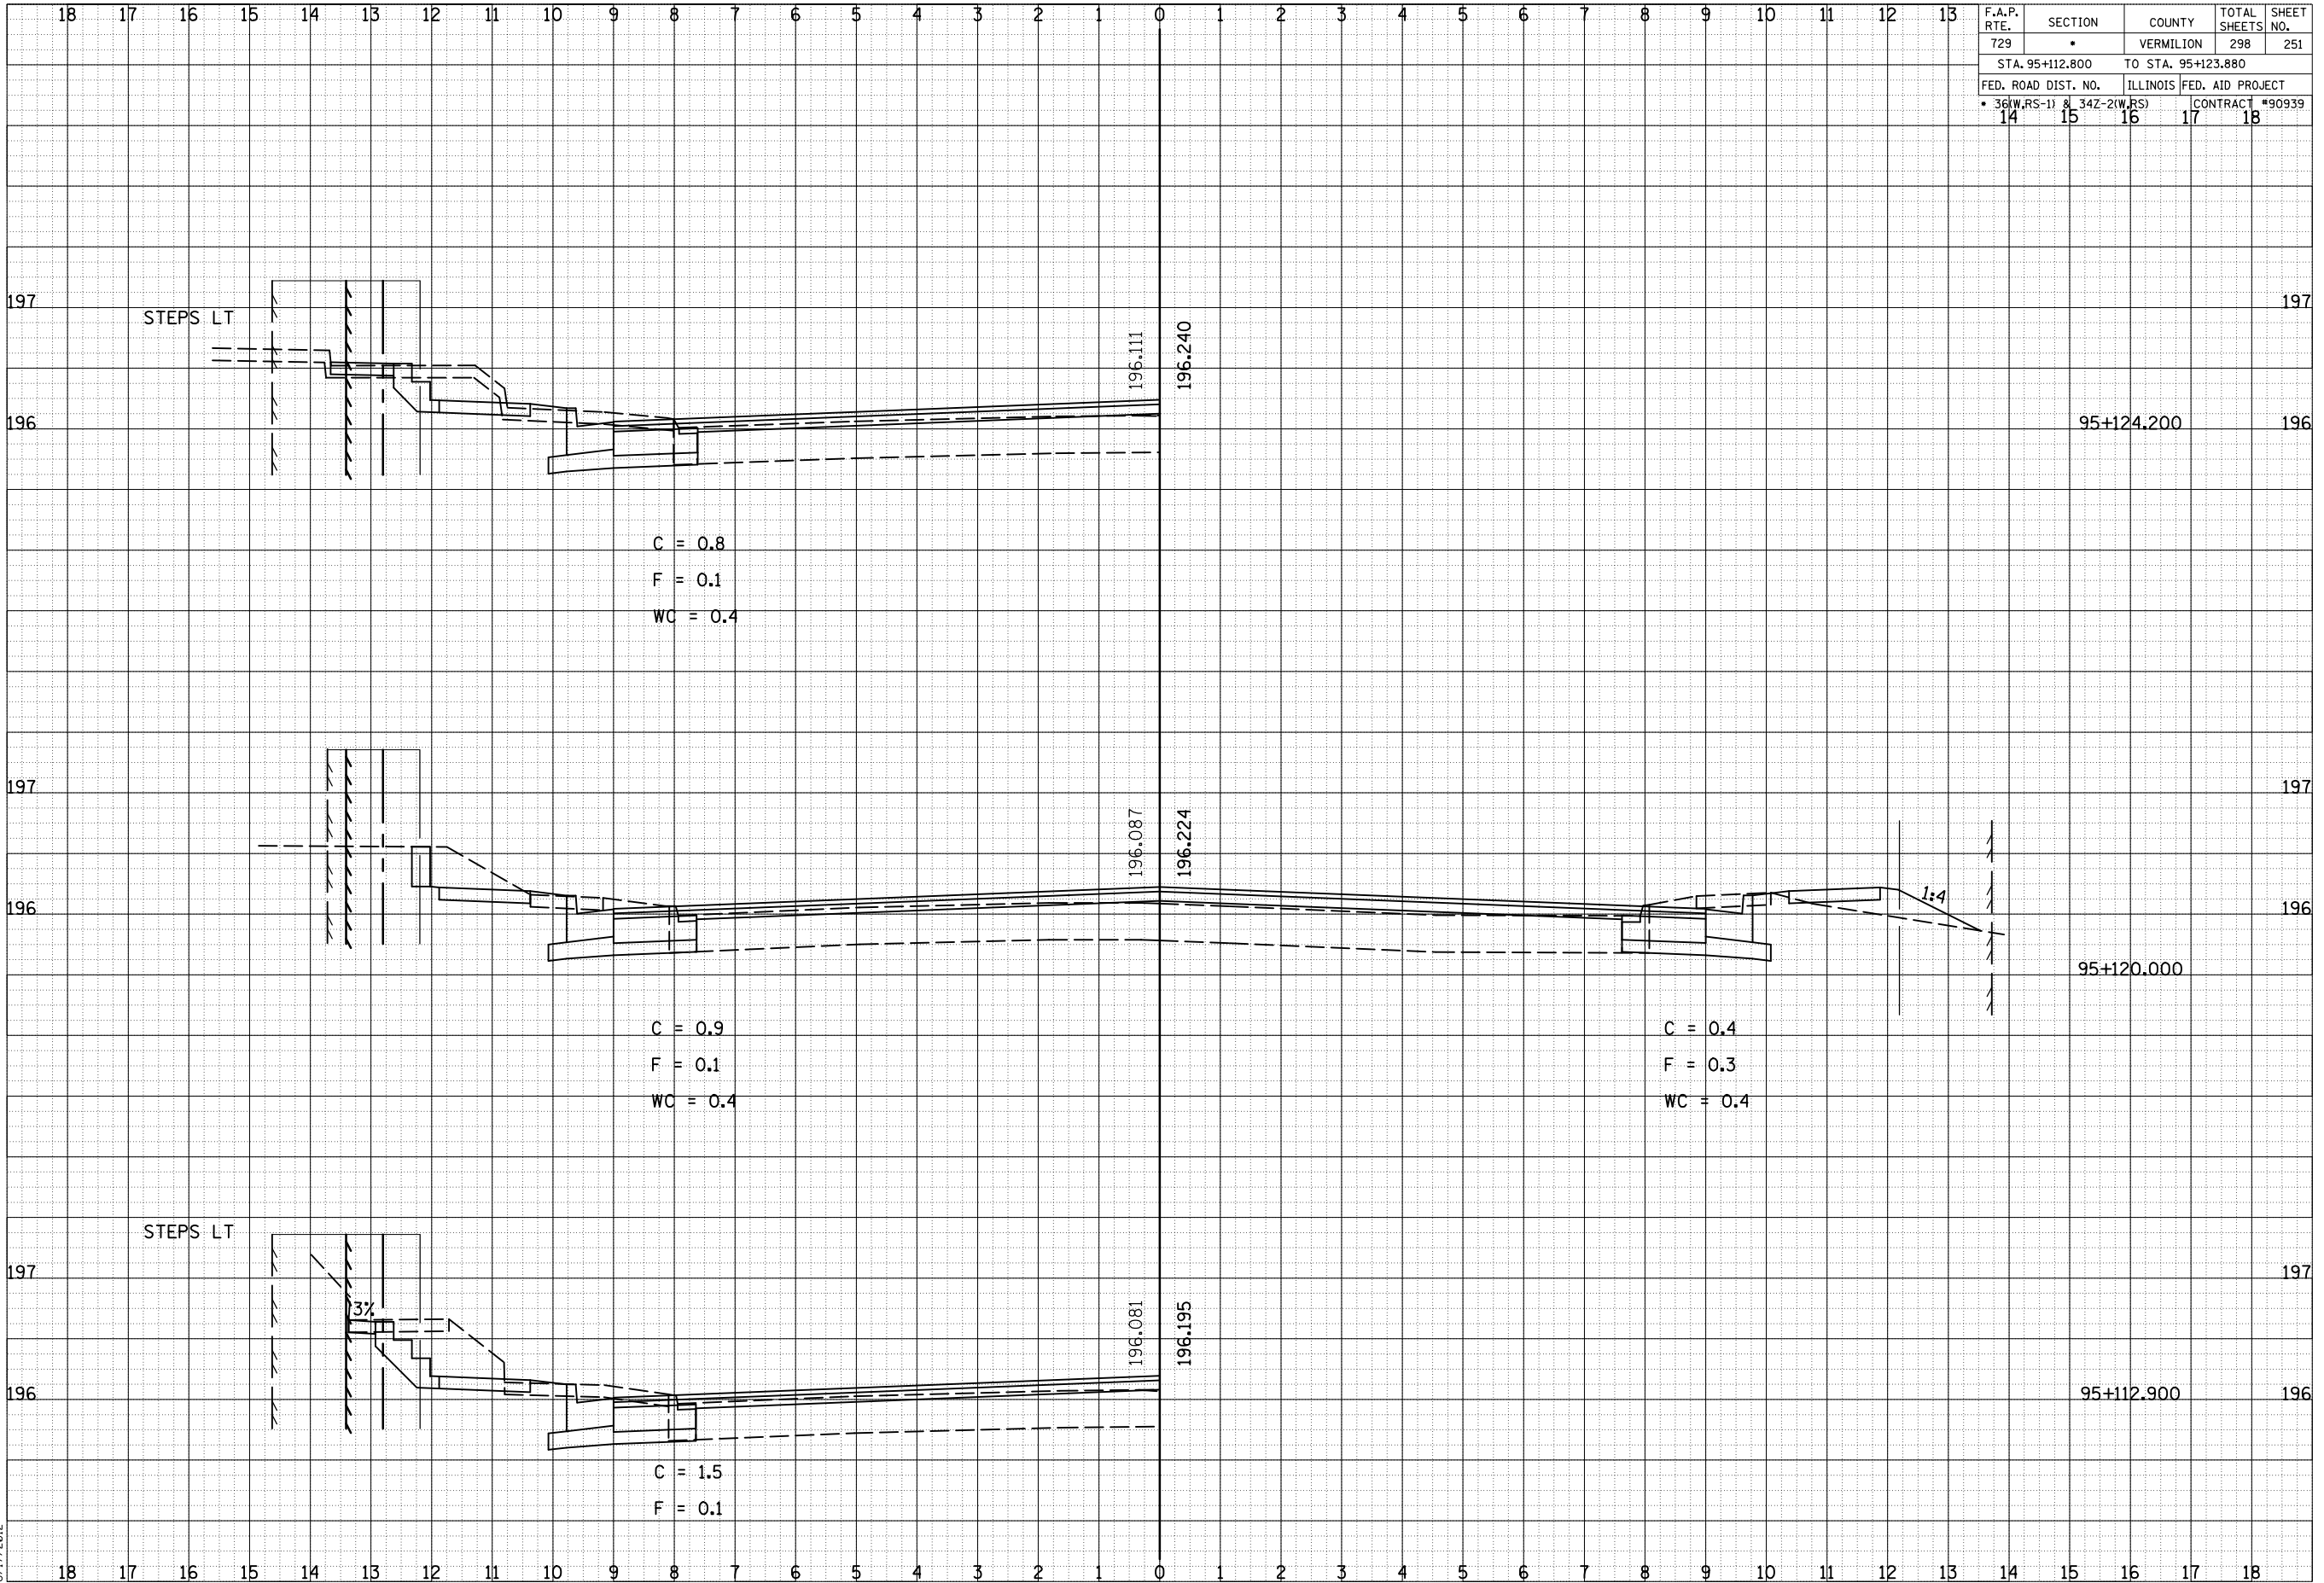 18 17 16 15 14 13 12 11 10 9 8 7 6 5 4 3 2 1 0 1 2 3 4 5 6 7 8 9 10 11 12 13
F.A.P. RTE. SECTION COUNTY TOTAL SHEETS SHEET NO.
729 * VERMILION 298 251
STA. 95+112.800 TO STA. 95+123.880
FED. ROAD DIST. NO. ILLINOIS FED. AID PROJECT
* 36(W,RS-1) & 34Z-2(W,RS) CONTRACT #90939
14 15 16 17 18
197 197
STEPS LT
196.111 196.240
196 95+124.200 196
C = 0.8
F = 0.1
WC = 0.4
197 197
196.087 196.224
1:4
196 196
95+120.000
C = 0.9 C = 0.4
F = 0.1 F = 0.3
WC = 0.4 WC = 0.4
STEPS LT
197 197
3%
196.081 196.195
196 95+112.900 196
C = 1.5
F = 0.1
18 17 16 15 14 13 12 11 10 9 8 7 6 5 4 3 2 1 0 1 2 3 4 5 6 7 8 9 10 11 12 13 14 15 16 17 18